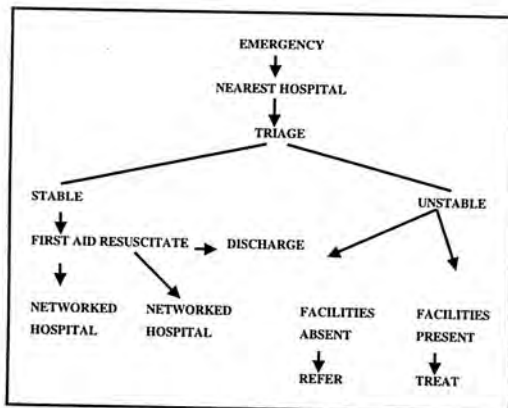 EMERGENCY
NEAREST HOSPITAL
TRIAGE
STABLE
UNSTABLE
FIRST AID RESUSCITATE
DISCHARGE
NETWORKED
HOSPITAL
NETWORKED
HOSPITAL
FACILITIES
ABSENT
FACILITIES
PRESENT
REFER
TREAT